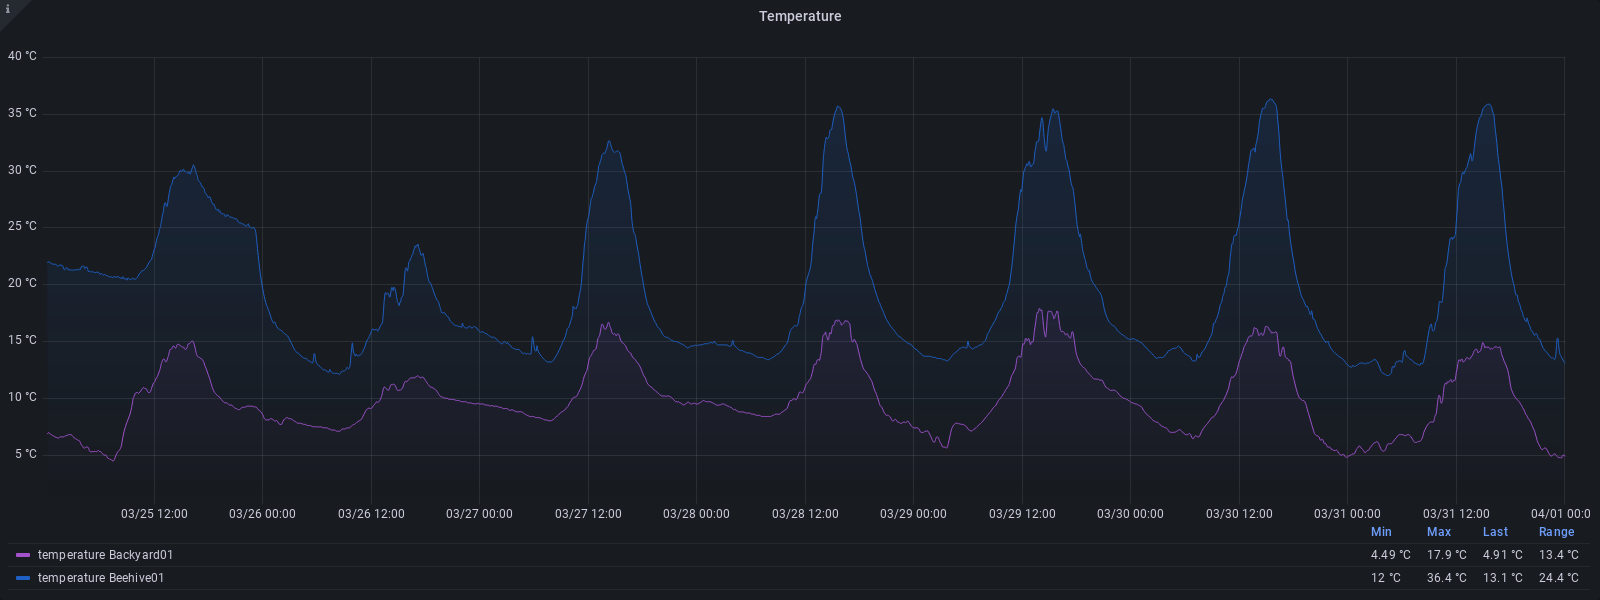 i
Temperature
40 °C
35 °C
30 °C
25 °C
20 °C
15 °C
10 °C
5 °C
03/25 12:00 03/26 00:00 03/26 12:00 03/27 00:00 03/27 12:00 03/28 00:00 03/28 12:00 03/29 00:00 03/29 12:00 03/30 00:00 03/30 12:00 03/31 00:00 03/31 12:00 04/01 00:0
Min Max Last Range
temperature Backyard01 4.49 °C 17.9 °C 4.91 °C 13.4 °C
temperature Beehive01 12 °C 36.4 °C 13.1 °C 24.4 °C